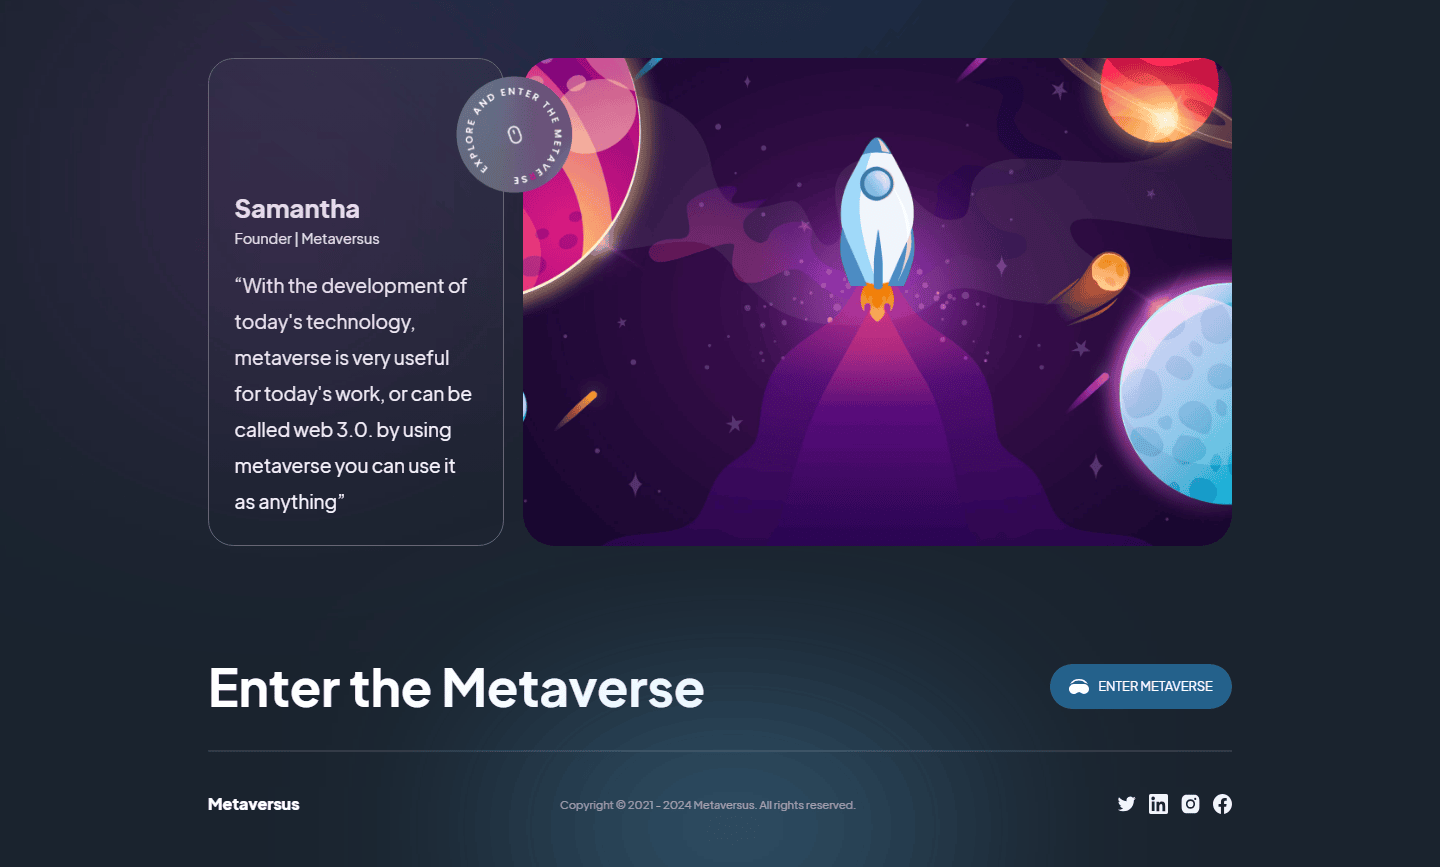 EXPLORE AND ENTER THE METAVERSE
Samantha
Founder | Metaversus
“With the development of
today's technology,
metaverse is very useful
for today's work, or can be
called web 3.0. by using
metaverse you can use it
as anything”
Enter the Metaverse
ENTER METAVERSE
Metaversus
Copyright © 2021 - 2024 Metaversus. All rights reserved.